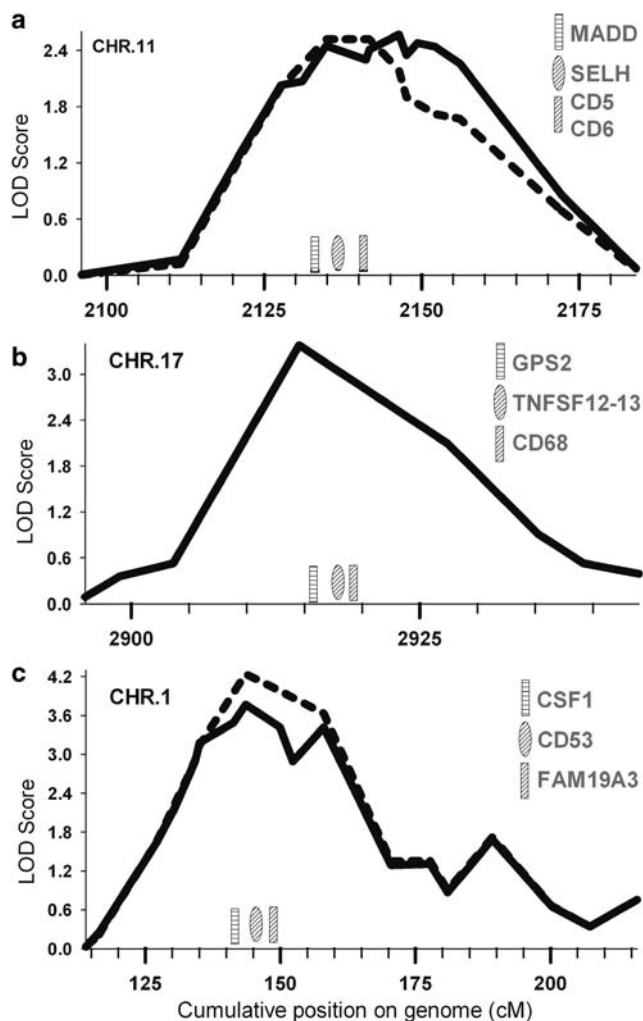 a
CHR.11
MADD
SELH
CD5
CD6
LOD Score
2.4
1.8
1.2
0.6
0.0
2100
2125
2150
2175
b
CHR.17
GPS2
TNFSF12-13
CD68
LOD Score
3.0
2.4
1.8
1.2
0.6
0.0
2900
2925
c
CHR.1
CSF1
CD53
FAM19A3
LOD Score
4.2
3.6
3.0
2.4
1.8
1.2
0.6
0.0
125
150
175
200
Cumulative position on genome (cM)